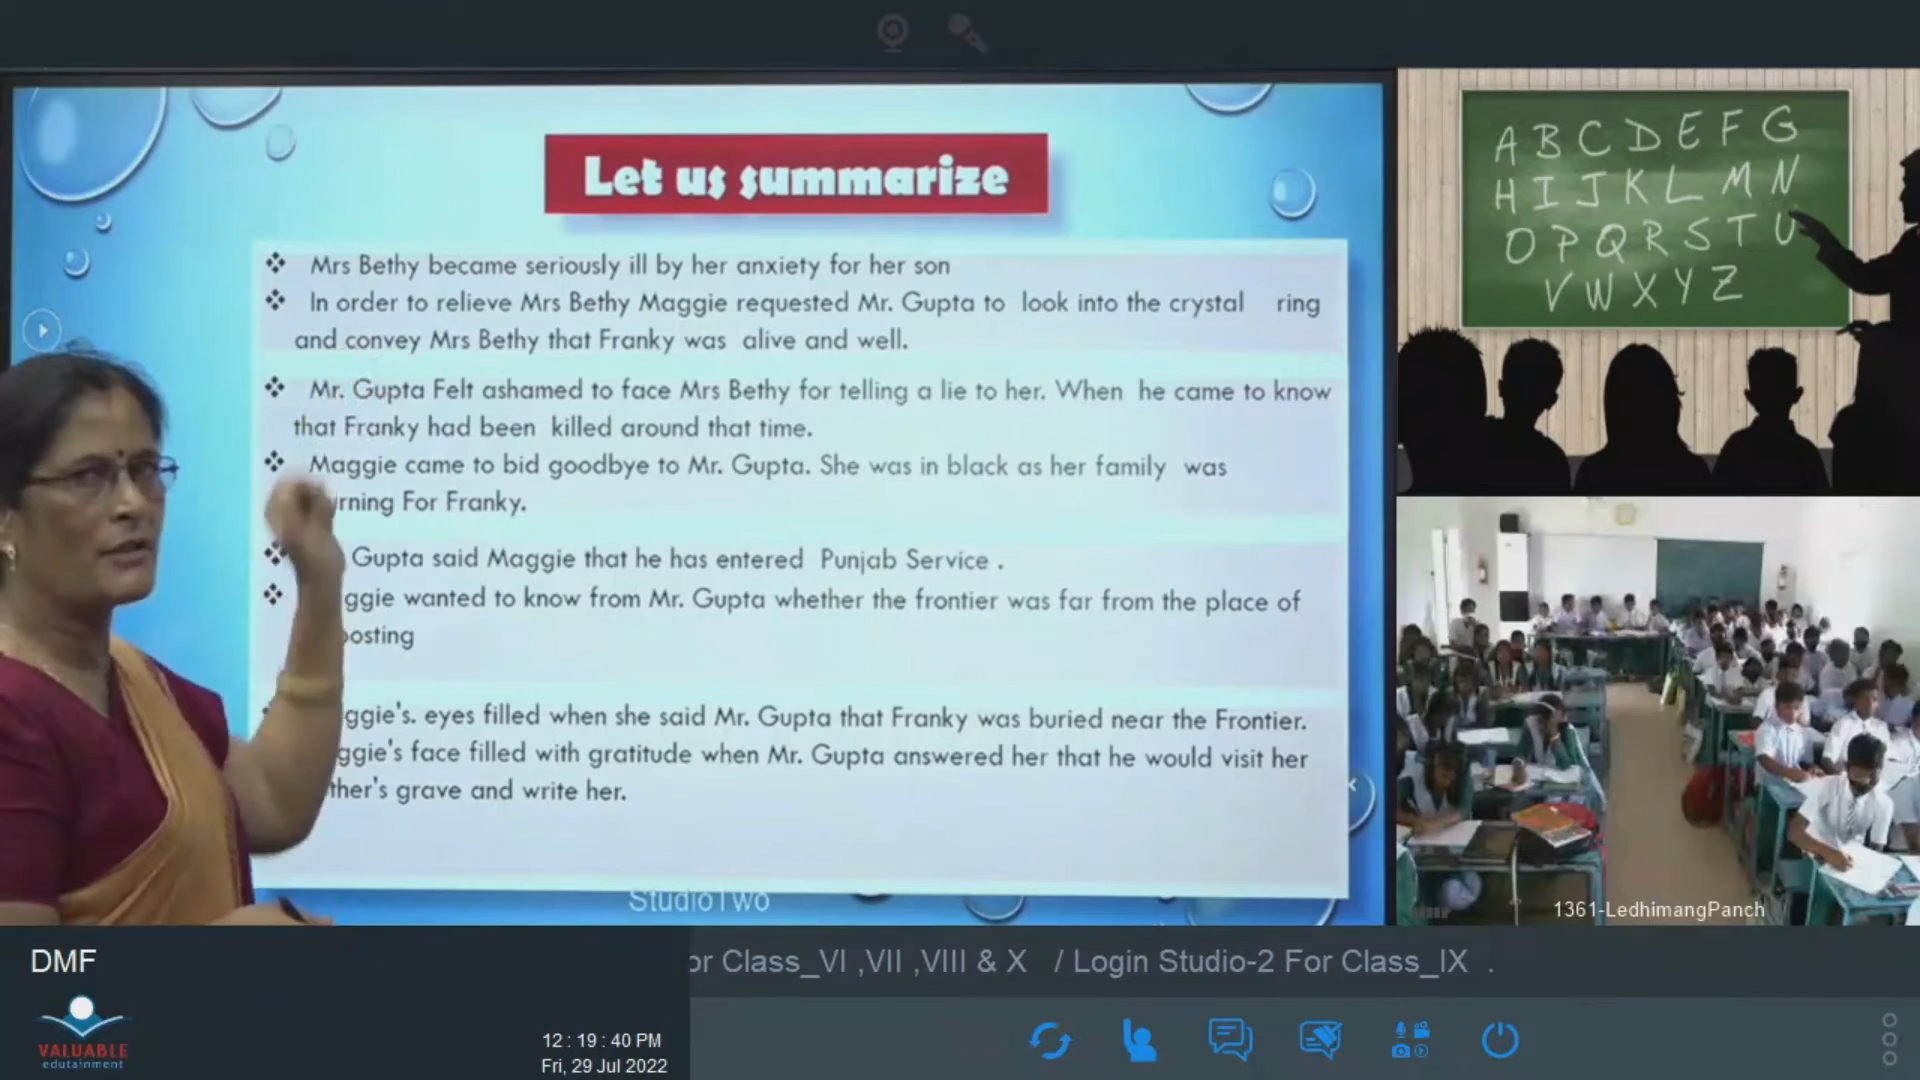 Let us summarize
❖ Mrs Bethy became seriously ill by her anxiety for her son
❖ In order to relieve Mrs Bethy Maggie requested Mr. Gupta to look into the crystal ring
and convey Mrs Bethy that Franky was alive and well.
❖ Mr. Gupta Felt ashamed to face Mrs Bethy for telling a lie to her. When he came to know
that Franky had been killed around that time.
❖ Maggie came to bid goodbye to Mr. Gupta. She was in black as her family was
rning For Franky.
❖ Gupta said Maggie that he has entered Punjab Service .
❖ ggie wanted to know from Mr. Gupta whether the frontier was far from the place of
posting
ggie's. eyes filled when she said Mr. Gupta that Franky was buried near the Frontier.
ggie's face filled with gratitude when Mr. Gupta answered her that he would visit her
ther's grave and write her.
StudioTwo
A B C D E F G
H I J K L M N
O P Q R S T U
V W X Y Z
1361-LedhimangPanch
DMF
or Class_VI ,VII ,VIII & X / Login Studio-2 For Class_IX .
VALUABLE
edutainment
12 : 19 : 40 PM
Fri, 29 Jul 2022